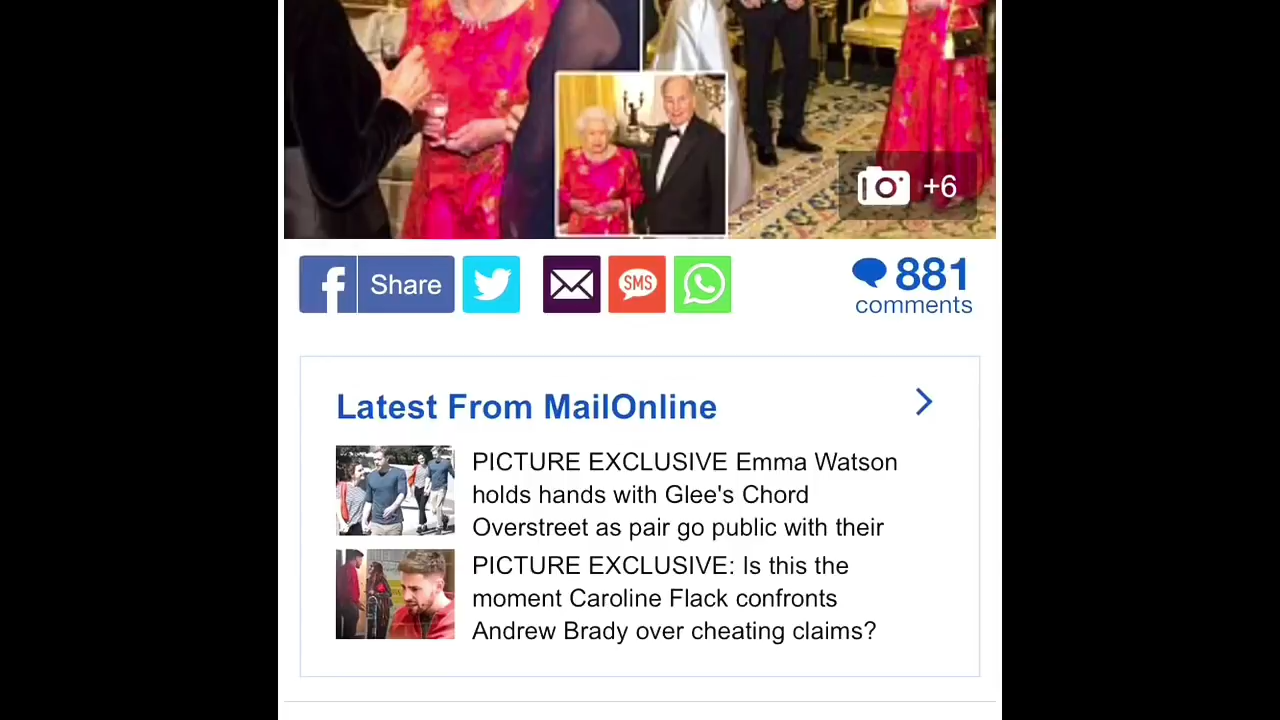 +6
f Share
SMS
881
comments
Latest From MailOnline
PICTURE EXCLUSIVE Emma Watson
holds hands with Glee's Chord
Overstreet as pair go public with their
PICTURE EXCLUSIVE: Is this the
moment Caroline Flack confronts
Andrew Brady over cheating claims?